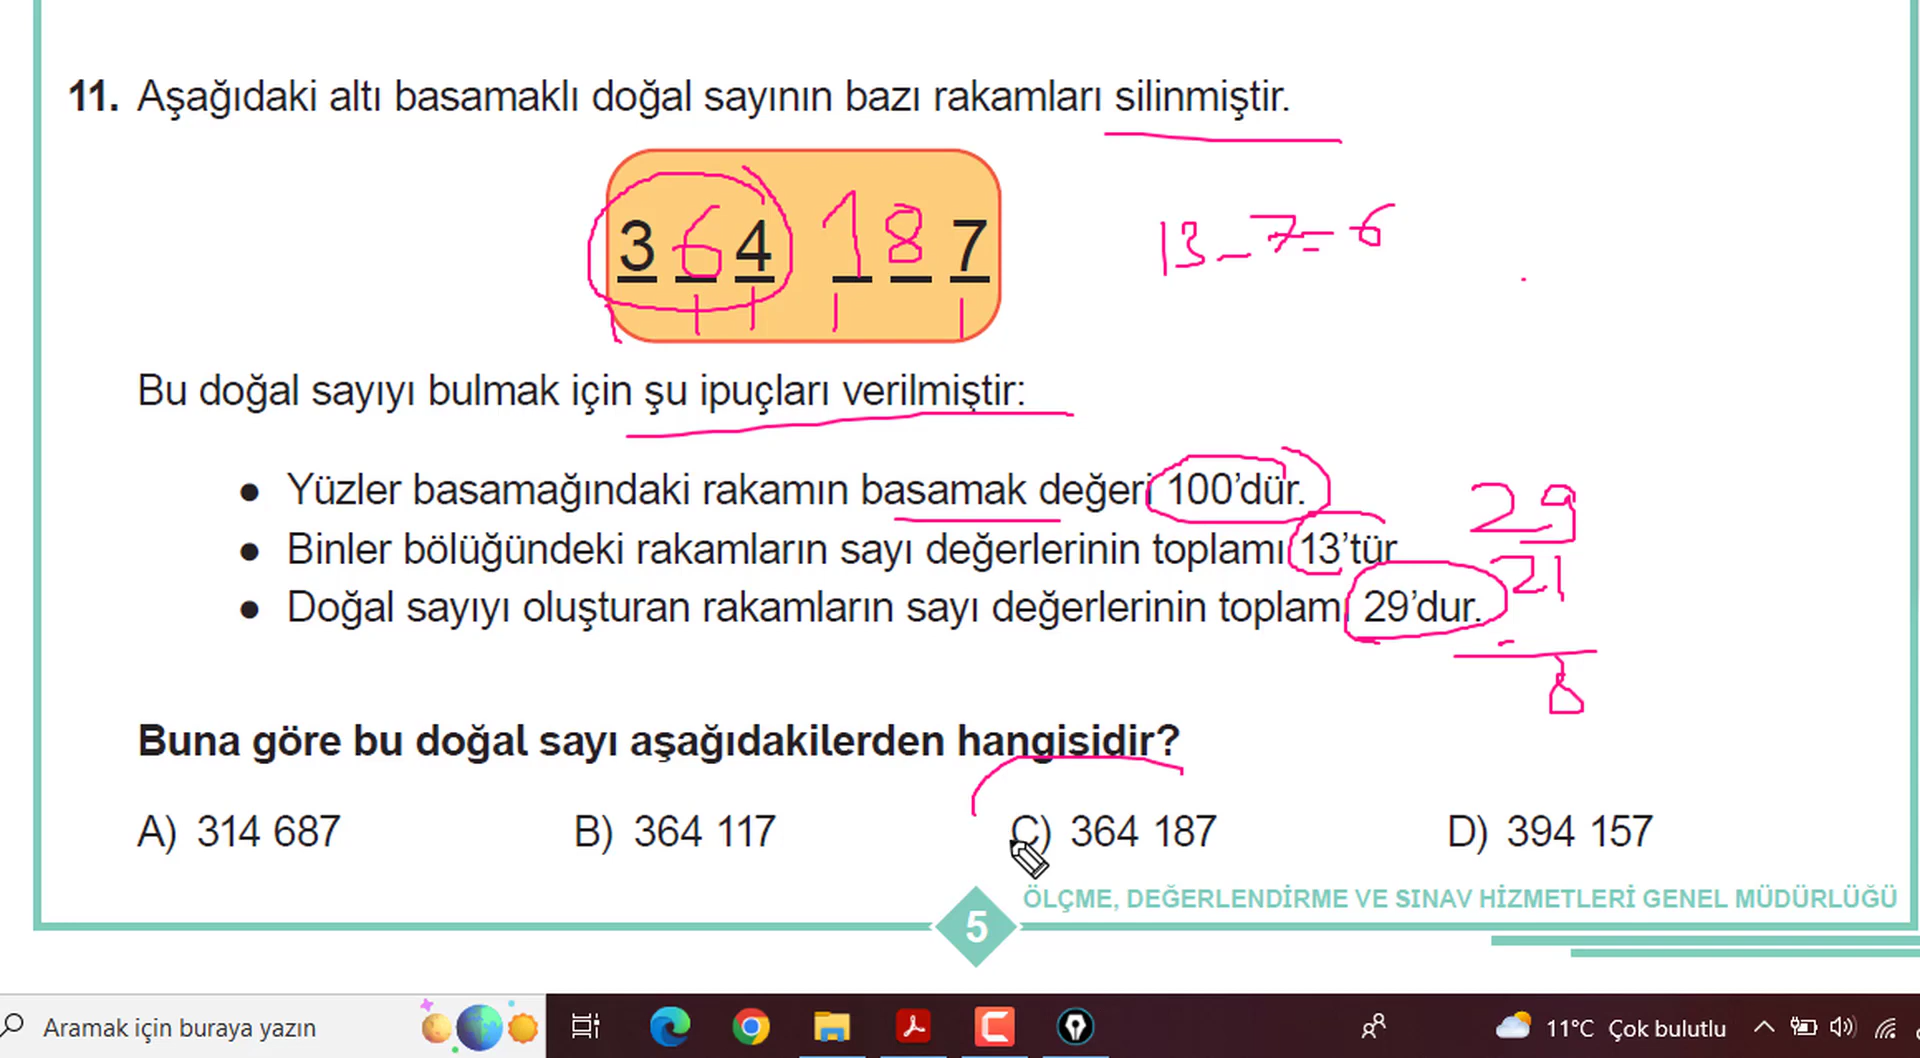 11. Aşağıdaki altı basamaklı doğal sayının bazı rakamları silinmiştir.
3 6 4 1 8 7
13-7=6
Bu doğal sayıyı bulmak için şu ipuçları verilmiştir:
● Yüzler basamağındaki rakamın basamak değeri 100’dür.
● Binler bölüğündeki rakamların sayı değerlerinin toplamı 13’tür
● Doğal sayıyı oluşturan rakamların sayı değerlerinin toplamı 29’dur.
29
21
-
8
Buna göre bu doğal sayı aşağıdakilerden hangisidir?
A) 314 687 B) 364 117 C) 364 187 D) 394 157
ÖLÇME, DEĞERLENDİRME VE SINAV HİZMETLERİ GENEL MÜDÜRLÜĞÜ
5
Aramak için buraya yazın 11°C Çok bulutlu